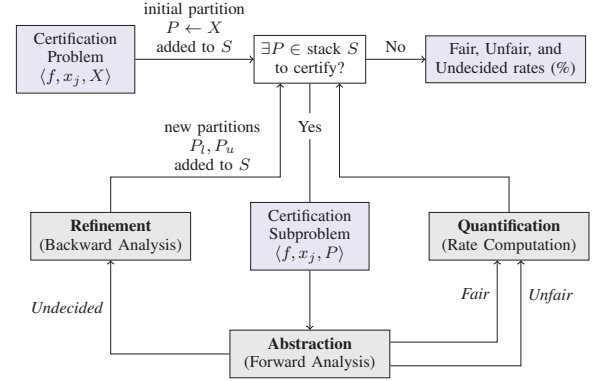 initial partition
P ← X
added to S
Certification
Problem
⟨f, x_j, X⟩
∃P ∈ stack S
to certify?
No
Fair, Unfair, and
Undecided rates (%)
new partitions
P_l, P_u
added to S
Yes
Refinement
(Backward Analysis)
Certification
Subproblem
⟨f, x_j, P⟩
Quantification
(Rate Computation)
Undecided
Fair
Unfair
Abstraction
(Forward Analysis)